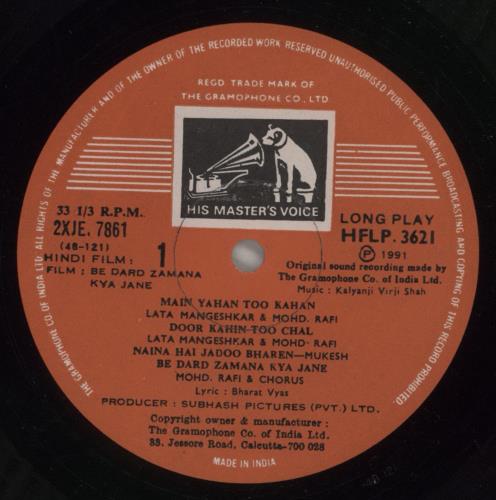 ALL RIGHTS OF THE MANUFACTURER AND OF THE OWNER OF THE RECORDED WORK RESERVED UNAUTHORISED PUBLIC PERFORMANCE BROADCASTING AND COPYING OF THIS RECORD PROHIBITED.
REGD TRADE MARK OF
THE GRAMOPHONE CO., LTD
HIS MASTER'S VOICE
33 1/3 R.P.M.
2XJE. 7861
(48-121)
HINDI FILM :
FILM : BE DARD ZAMANA
KYA JANE
1
LONG PLAY
HFLP. 3621
Ⓟ 1991
Original sound recording made by
The Gramophone Co. of India Ltd.
Music : Kalyanji Virji Shah
MAIN YAHAN TOO KAHAN
LATA MANGESHKAR & MOHD. RAFI
DOOR KAHIN TOO CHAL
LATA MANGESHKAR & MOHD. RAFI
NAINA HAI JADOO BHAREN—MUKESH
BE DARD ZAMANA KYA JANE
MOHD. RAFI & CHORUS
Lyric : Bharat Vyas
PRODUCER : SUBHASH PICTURES (PVT.) LTD.
Copyright owner & manufacturer :
The Gramophone Co. of India Ltd.
33, Jessore Road, Calcutta-700 028
MADE IN INDIA
THE GRAMOPHONE CO. OF INDIA LTD.